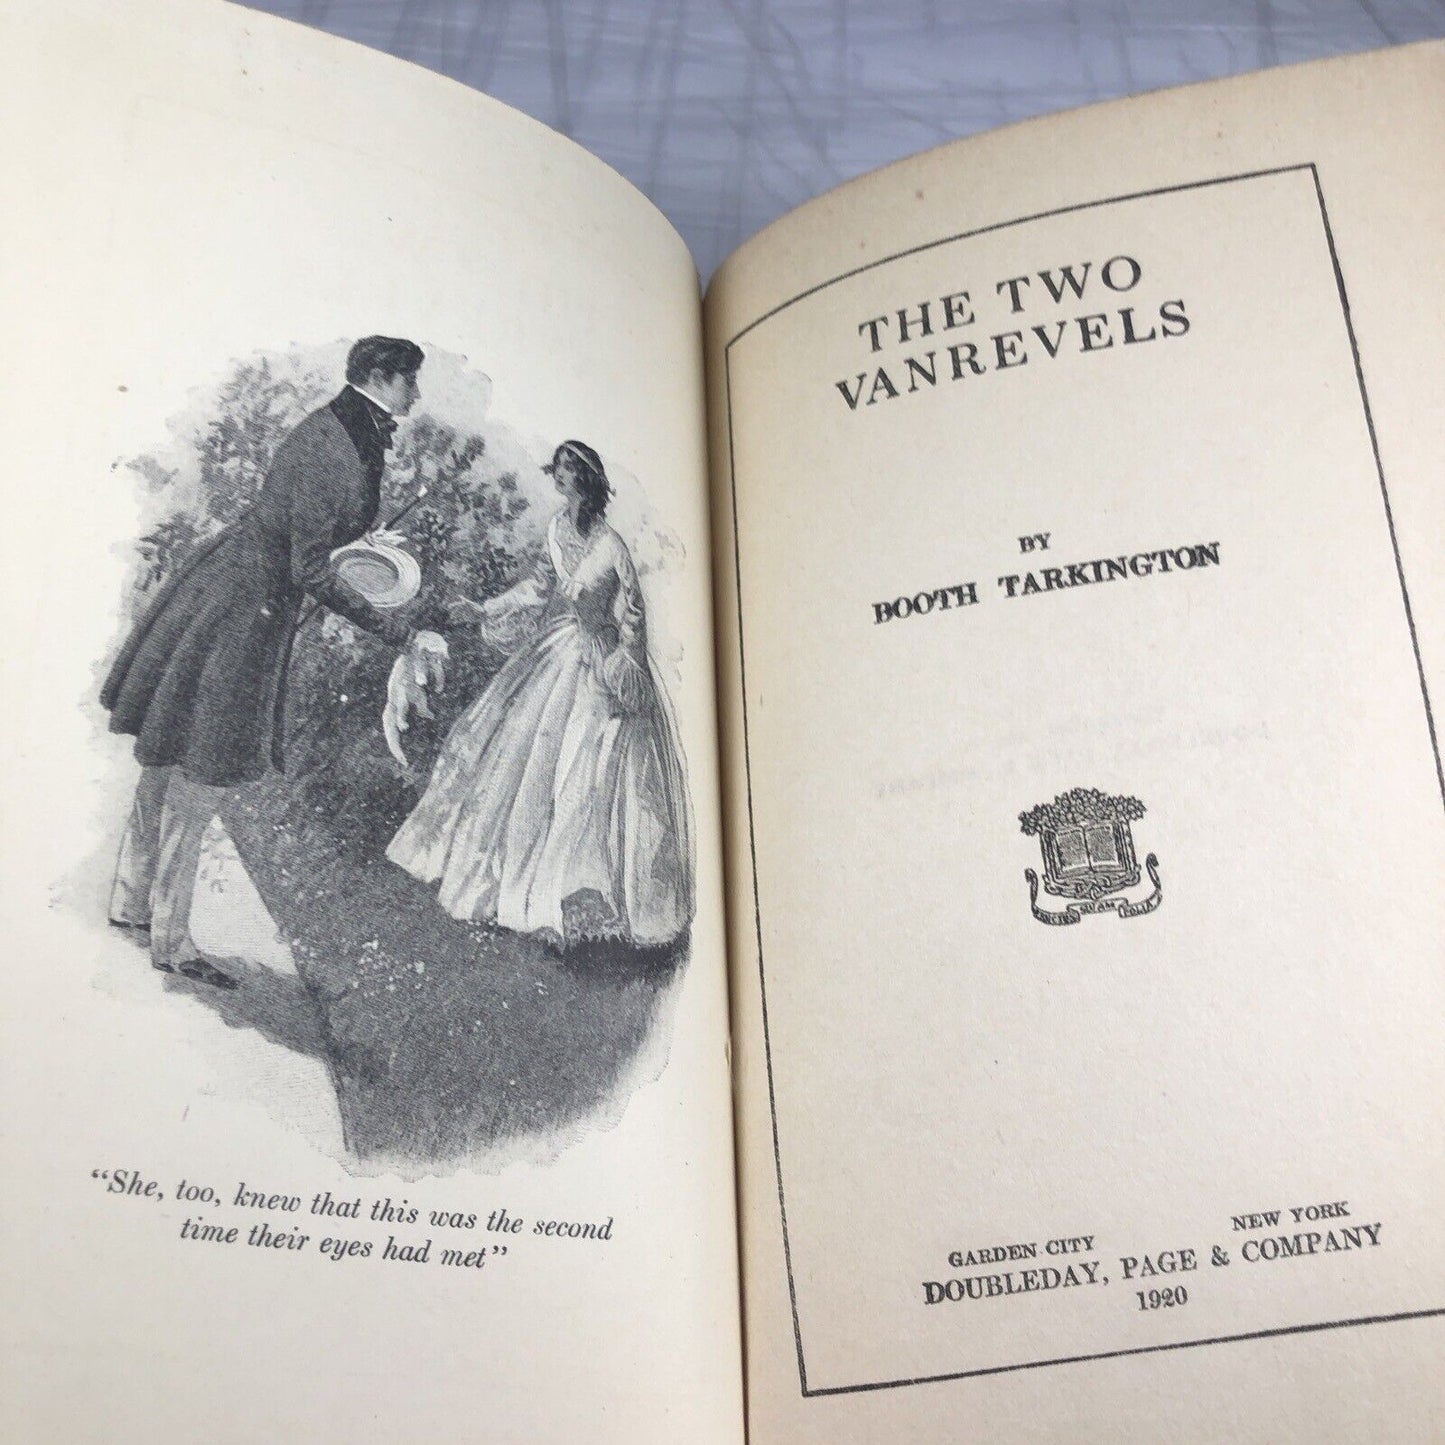 "She, too, knew that this was the second
time their eyes had met"
THE TWO
VANREVELS
BY
BOOTH TARKINGTON
GARDEN CITY NEW YORK
DOUBLEDAY, PAGE & COMPANY
1920